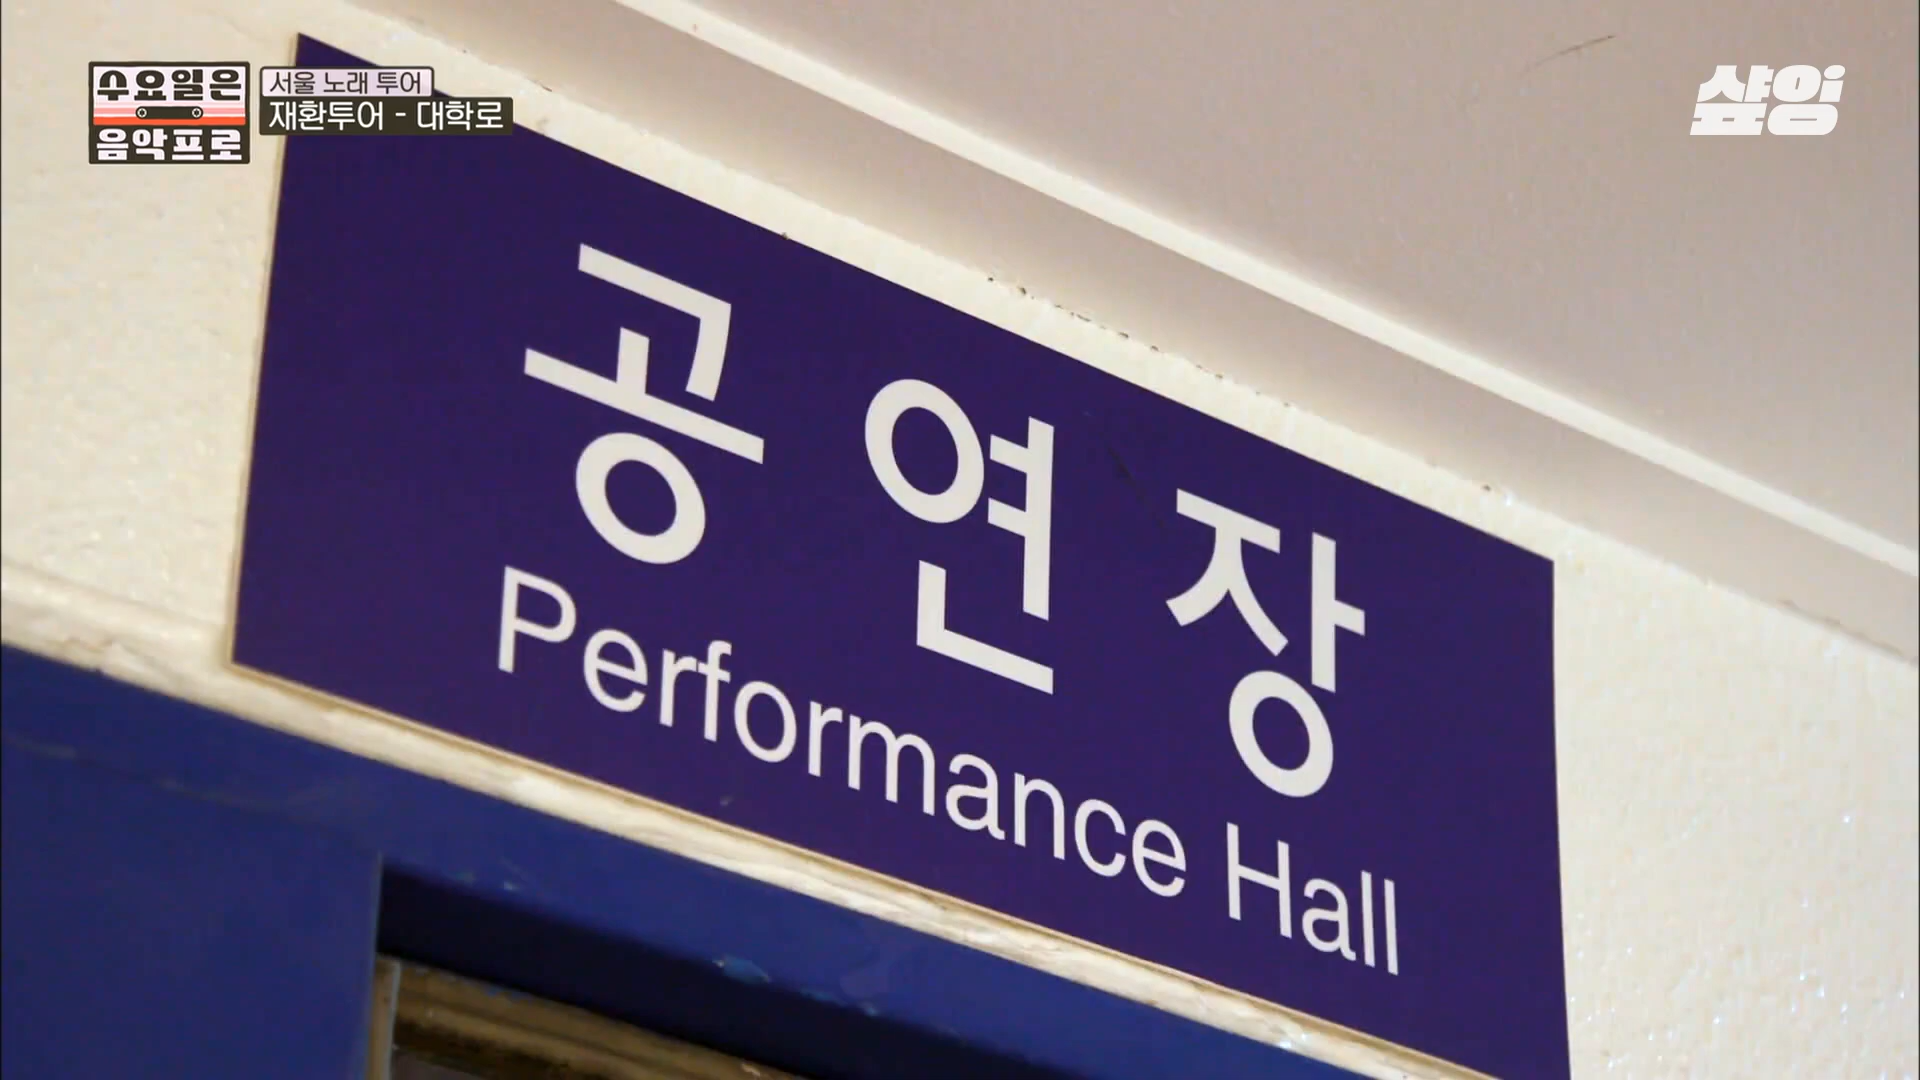 수요일은
음악프로
서울 노래 투어
재환투어 - 대학로
샾잉
공연장
Performance Hall